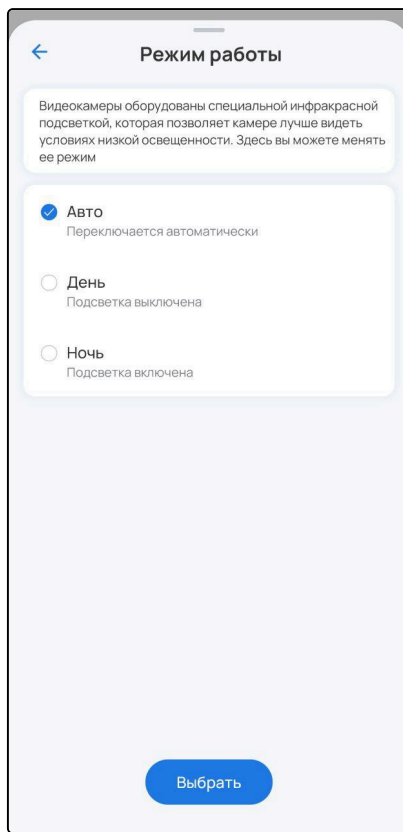 Режим работы
Видеокамеры оборудованы специальной инфракрасной
подсветкой, которая позволяет камере лучше видеть
условиях низкой освещенности. Здесь вы можете менять
ее режим
Авто
Переключается автоматически
День
Подсветка выключена
Ночь
Подсветка включена
Выбрать